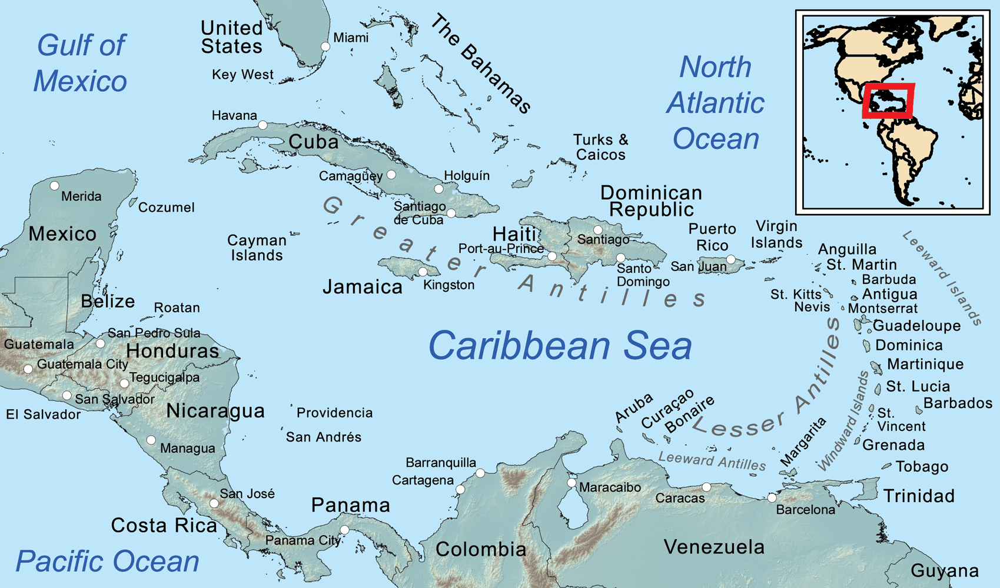 Gulf of
Mexico
United
States
Miami
Key West
The Bahamas
North
Atlantic
Ocean
Havana
Cuba
Camagüey
Holguín
Santiago
de Cuba
Turks &
Caicos
Merida
Cozumel
Mexico
Cayman
Islands
Greater Antilles
Jamaica
Kingston
Haiti
Port-au-Prince
Dominican
Republic
Santiago
Santo
Domingo
Puerto
Rico
San Juan
Virgin
Islands
Anguilla
St. Martin
Barbuda
St. Kitts
Antigua
Nevis
Montserrat
Leeward Islands
Guadeloupe
Dominica
Martinique
St. Lucia
Barbados
St.
Vincent
Grenada
Windward Islands
Lesser Antilles
Tobago
Trinidad
Belize
Roatan
San Pedro Sula
Guatemala
Honduras
Guatemala City
Tegucigalpa
San Salvador
El Salvador
Nicaragua
Managua
Caribbean Sea
Providencia
San Andrés
Aruba
Curaçao
Bonaire
Leeward Antilles
Margarita
Barranquilla
Cartagena
Maracaibo
Caracas
Barcelona
San José
Costa Rica
Panama
Panama City
Pacific Ocean
Colombia
Venezuela
Guyana